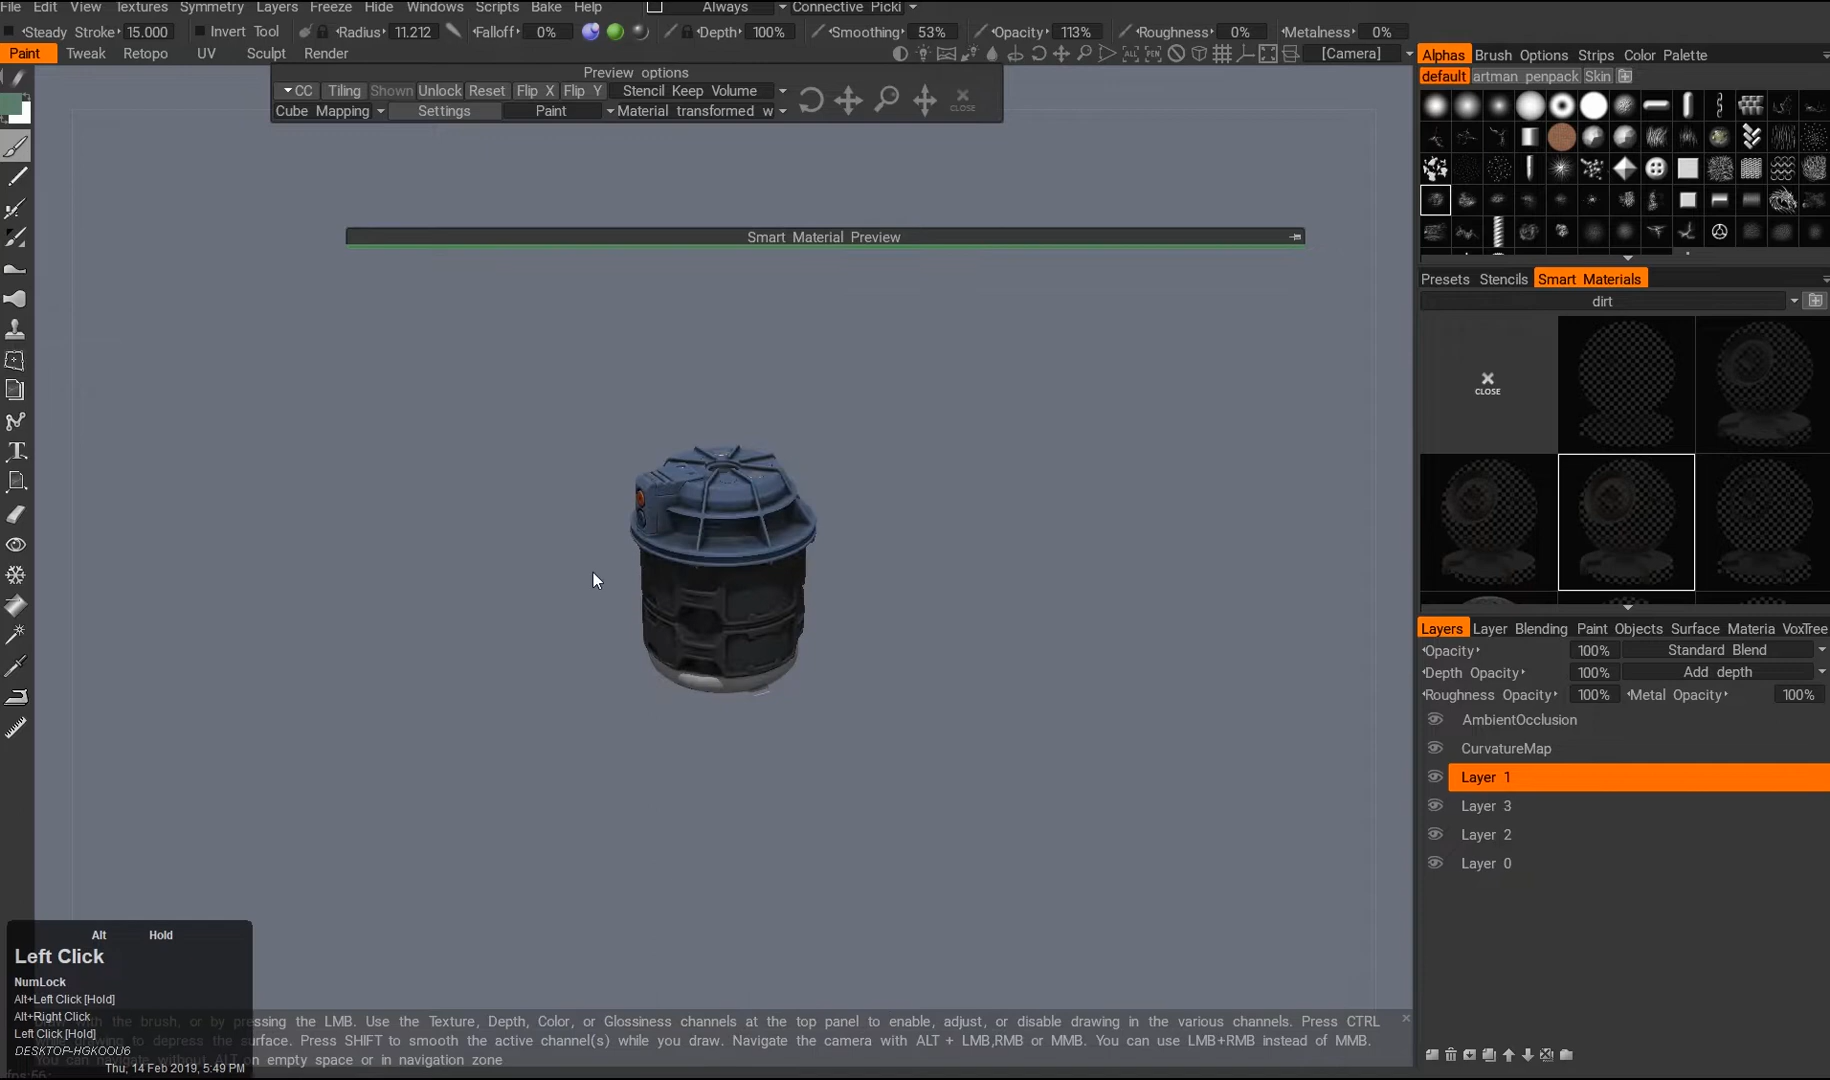 File Edit View Textures Symmetry Layers Freeze Hide Windows Scripts Bake Help Always Connective Picki
Steady Stroke 15.000 Invert Tool Radius: 11.212 Falloff: 0% Depth: 100% Smoothing: 53% Opacity: 113% Roughness: 0% Metalness: 0%
Paint Tweak Retopo UV Sculpt Render
[Camera]
Preview options
CC Tiling Shown Unlock Reset Flip X Flip Y Stencil Keep Volume
Cube Mapping Settings Paint Material transformed w
CLOSE
Smart Material Preview
Alphas Brush Options Strips Color Palette
default artman penpack Skin
Presets Stencils Smart Materials
dirt
CLOSE
Layers Layer Blending Paint Objects Surface Materia VoxTree
Opacity 100% Standard Blend
Depth Opacity 100% Add depth
Roughness Opacity 100% Metal Opacity 100%
AmbientOcclusion
CurvatureMap
Layer 1
Layer 3
Layer 2
Layer 0
Alt Hold
Left Click
NumLock
Alt+Left Click [Hold]
Alt+Right Click
Left Click [Hold]
DESKTOP-HGKOOU6
Thu, 14 Feb 2019, 5:49 PM
with the brush, or by pressing the LMB. Use the Texture, Depth, Color, or Glossiness channels at the top panel to enable, adjust, or disable drawing in the various channels. Press CTRL
to depress the surface. Press SHIFT to smooth the active channel(s) while you draw. Navigate the camera with ALT + LMB,RMB or MMB. You can use LMB+RMB instead of MMB.
on empty space or in navigation zone
fps:56